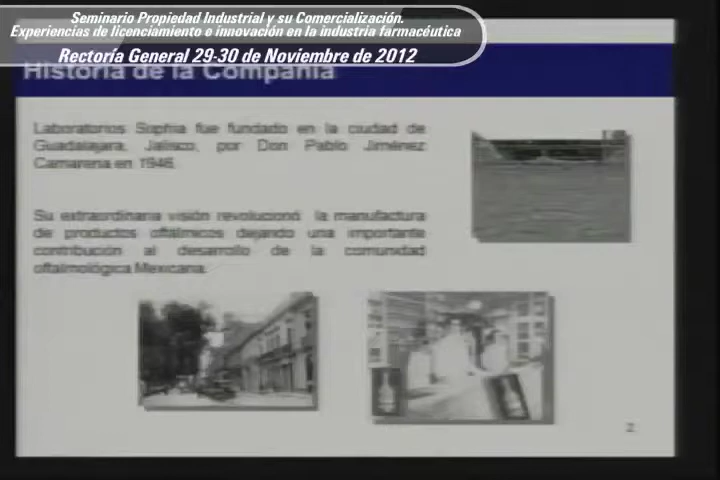 Seminario Propiedad Industrial y su Comercialización.
Experiencias de licenciamiento e innovación en la industria farmacéutica
Rectoría General 29-30 de Noviembre de 2012
Historia de la Compañía
Laboratorios Sophia fue fundado en la ciudad de
Guadalajara, Jalisco, por Don Pablo Jiménez
Camarena en 1946.
Su extraordinaria visión revolucionó la manufactura
de productos oftálmicos dejando una importante
contribución al desarrollo de la comunidad
oftalmológica Mexicana.
2